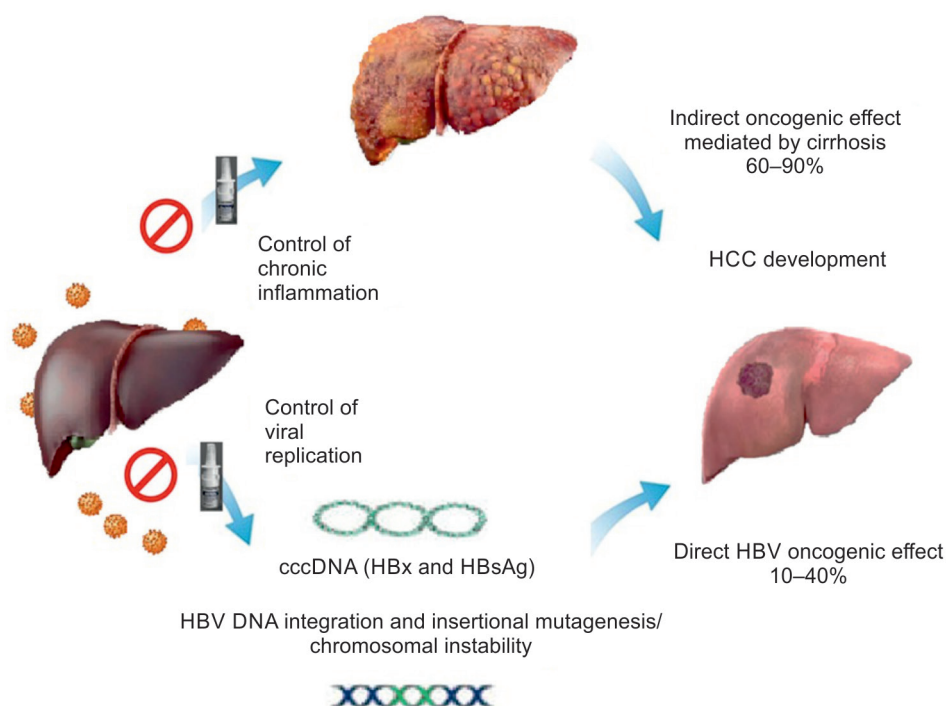 Indirect oncogenic effect
mediated by cirrhosis
60–90%
Control of
chronic
inflammation
HCC development
Control of
viral
replication
cccDNA (HBx and HBsAg)
Direct HBV oncogenic effect
10–40%
HBV DNA integration and insertional mutagenesis/
chromosomal instability